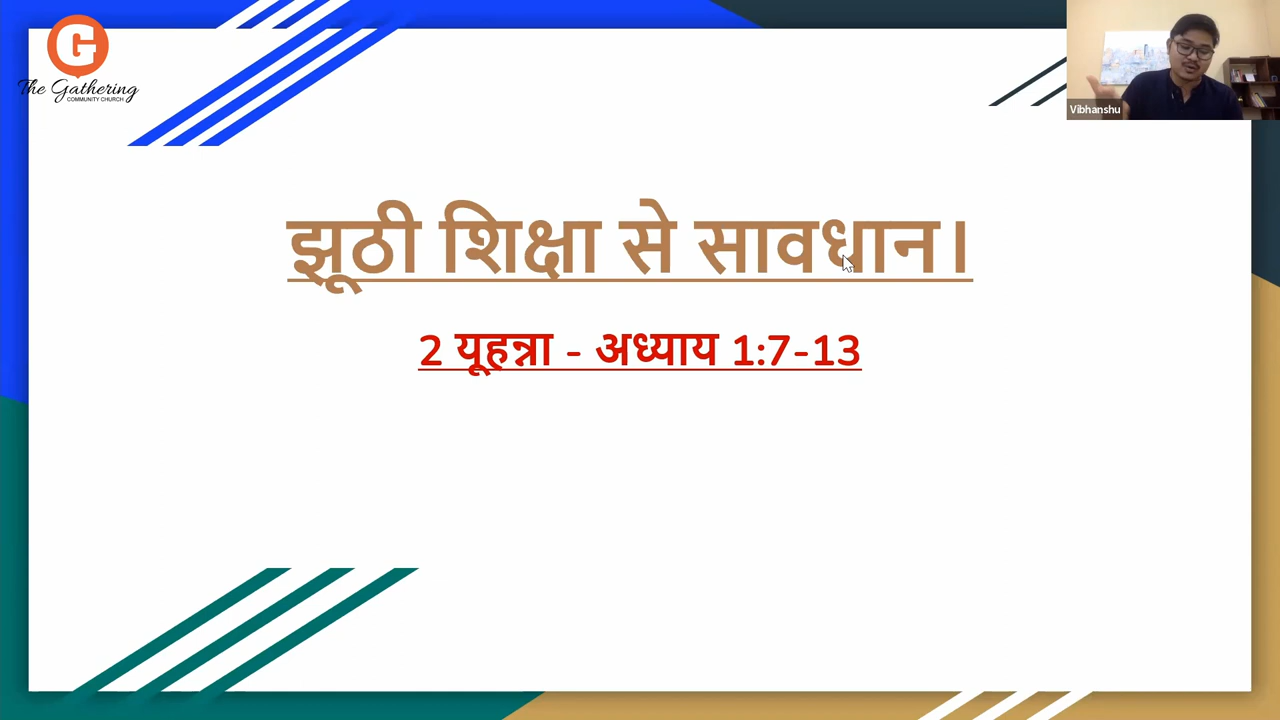 G
The Gathering
COMMUNITY CHURCH
Vibhanshu
झूठी शिक्षा से सावधान।
2 यूहन्ना - अध्याय 1:7-13